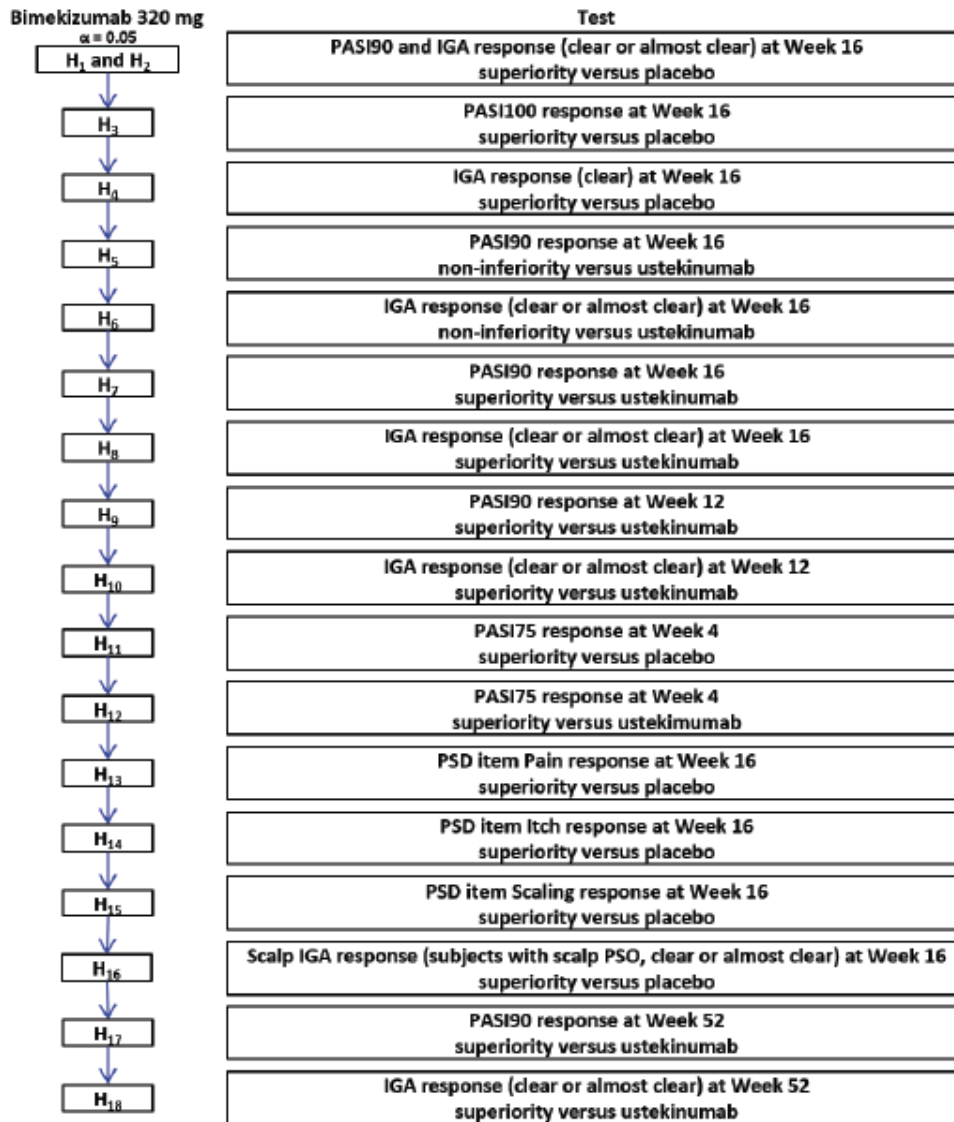 Bimekizumab 320 mg
α = 0.05
Test
H1 and H2
PASI90 and IGA response (clear or almost clear) at Week 16
superiority versus placebo
H3
PASI100 response at Week 16
superiority versus placebo
H4
IGA response (clear) at Week 16
superiority versus placebo
H5
PASI90 response at Week 16
non-inferiority versus ustekinumab
H6
IGA response (clear or almost clear) at Week 16
non-inferiority versus ustekinumab
H7
PASI90 response at Week 16
superiority versus ustekinumab
H8
IGA response (clear or almost clear) at Week 16
superiority versus ustekinumab
H9
PASI90 response at Week 12
superiority versus ustekinumab
H10
IGA response (clear or almost clear) at Week 12
superiority versus ustekinumab
H11
PASI75 response at Week 4
superiority versus placebo
H12
PASI75 response at Week 4
superiority versus ustekimumab
H13
PSD item Pain response at Week 16
superiority versus placebo
H14
PSD item Itch response at Week 16
superiority versus placebo
H15
PSD item Scaling response at Week 16
superiority versus placebo
H16
Scalp IGA response (subjects with scalp PSO, clear or almost clear) at Week 16
superiority versus placebo
H17
PASI90 response at Week 52
superiority versus ustekinumab
H18
IGA response (clear or almost clear) at Week 52
superiority versus ustekinumab